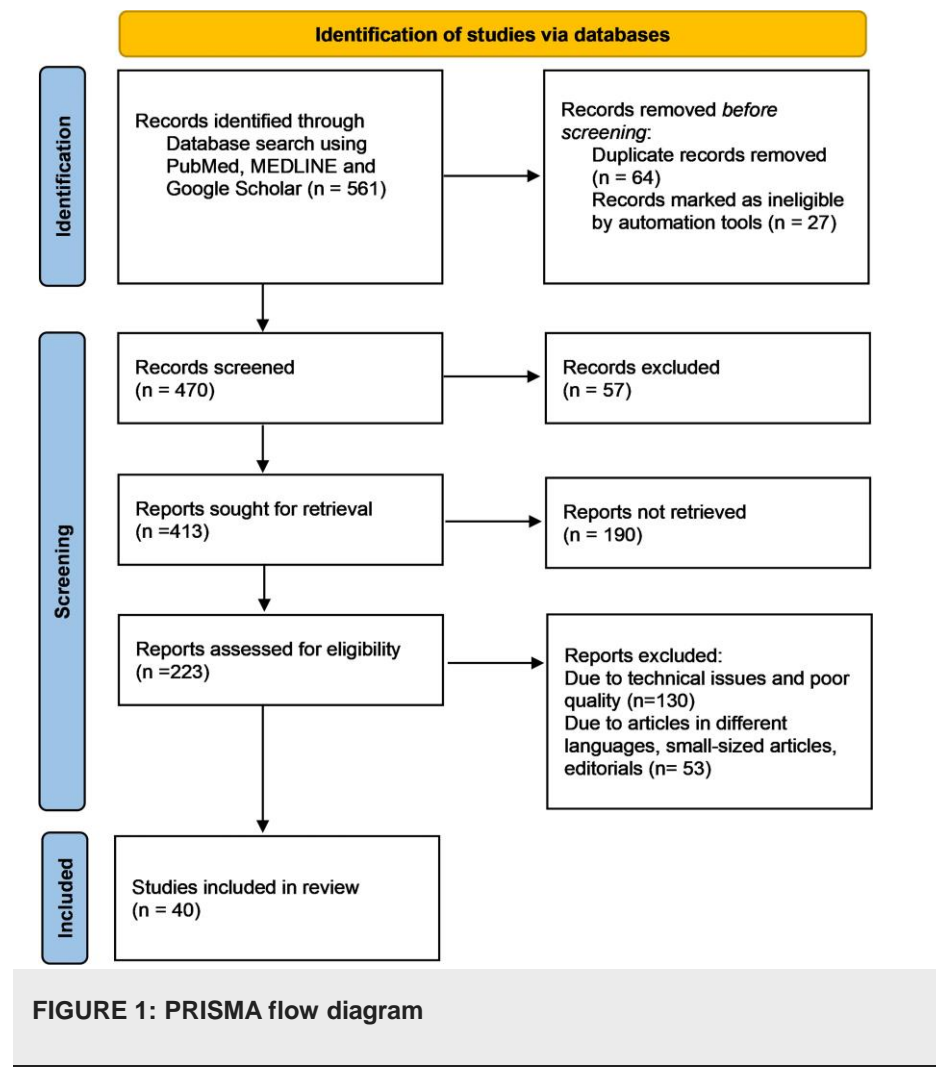 Identification of studies via databases
Identification
Records identified through
Database search using
PubMed, MEDLINE and
Google Scholar (n = 561)
Records removed before
screening:
Duplicate records removed
(n = 64)
Records marked as ineligible
by automation tools (n = 27)
Screening
Records screened
(n = 470)
Records excluded
(n = 57)
Reports sought for retrieval
(n =413)
Reports not retrieved
(n = 190)
Reports assessed for eligibility
(n =223)
Reports excluded:
Due to technical issues and poor
quality (n=130)
Due to articles in different
languages, small-sized articles,
editorials (n= 53)
Included
Studies included in review
(n = 40)
FIGURE 1: PRISMA flow diagram